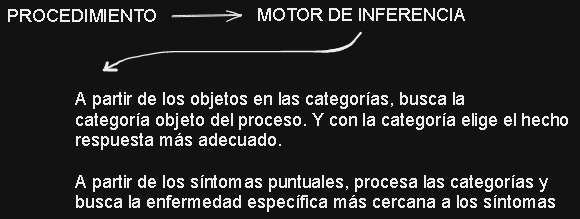 PROCEDIMIENTO MOTOR DE INFERENCIA
A partir de los objetos en las categorías, busca la
categoría objeto del proceso. Y con la categoría elige el hecho
respuesta más adecuado.
A partir de los síntomas puntuales, procesa las categorías y
busca la enfermedad específica más cercana a los síntomas